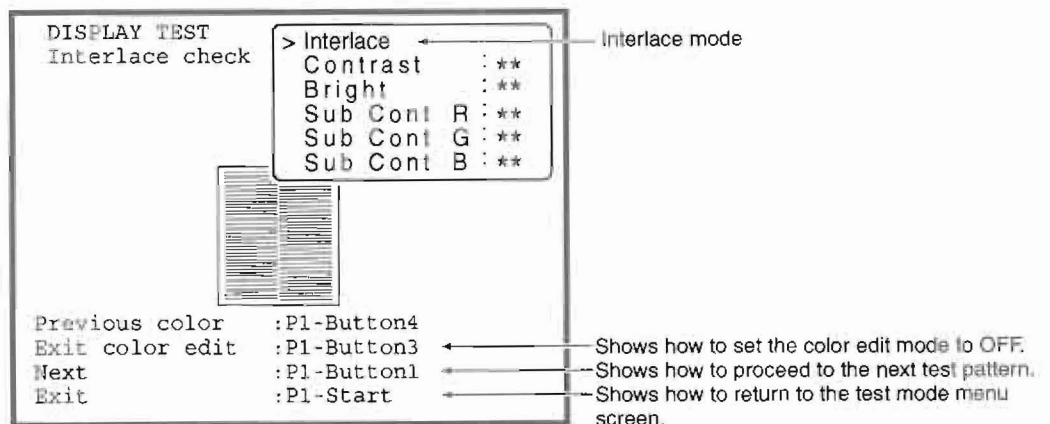 DISPLAY TEST
Interlace check
> Interlace
Contrast : **
Bright : **
Sub Cont R : **
Sub Cont G : **
Sub Cont B : **
Interlace mode
Previous color :P1-Button4
Exit color edit :P1-Button3
Next :P1-Button1
Exit :P1-Start
Shows how to set the color edit mode to OFF.
Shows how to proceed to the next test pattern.
Shows how to return to the test mode menu
screen.